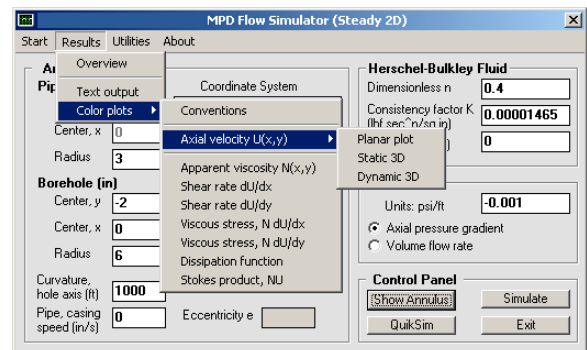 MPD Flow Simulator (Steady 2D)
Start Results Utilities About
Overview
Text output
Color plots
Conventions
Axial velocity U(x,y)
Apparent viscosity N(x,y)
Shear rate dU/dx
Shear rate dU/dy
Viscous stress, N dU/dx
Viscous stress, N dU/dy
Dissipation function
Stokes product, NU
Planar plot
Static 3D
Dynamic 3D
Coordinate System
Center, x 0
Radius 3
Borehole (in)
Center, y -2
Center, x 0
Radius 6
Curvature,
hole axis (ft) 1000
Pipe, casing
speed (in/s) 0
Eccentricity e
Herschel-Bulkley Fluid
Dimensionless n 0.4
Consistency factor K
(lbf sec^n/sq in) 0.00001465
0
Units: psi/ft -0.001
Axial pressure gradient
Volume flow rate
Control Panel
Show Annulus Simulate
QuikSim Exit